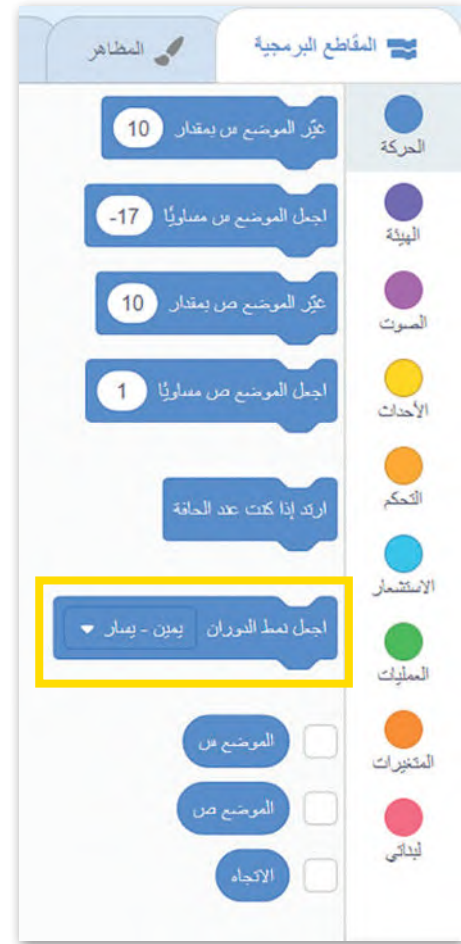 المقاطع البرمجية
المظاهر
الحركة
الهيئة
الصوت
الأحداث
التحكم
الاستشعار
العمليات
المتغيرات
لبناتي
غيّر الموضع س بمقدار 10
اجعل الموضع س مساويًا -17
غيّر الموضع ص بمقدار 10
اجعل الموضع ص مساويًا 1
ارتد إذا كنت عند الحافة
اجعل نمط الدوران يمين - يسار
الموضع س
الموضع ص
الاتجاه